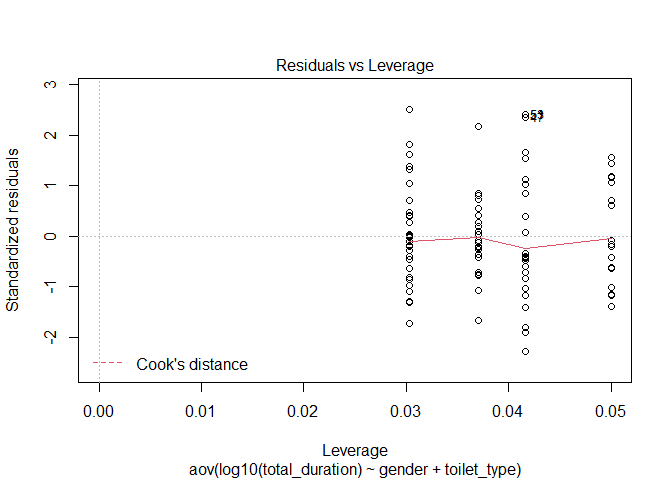 Residuals vs Leverage
Standardized residuals
3
2
1
0
-1
-2
Cook's distance
0.00 0.01 0.02 0.03 0.04 0.05
Leverage
aov(log10(total_duration) ~ gender + toilet_type)